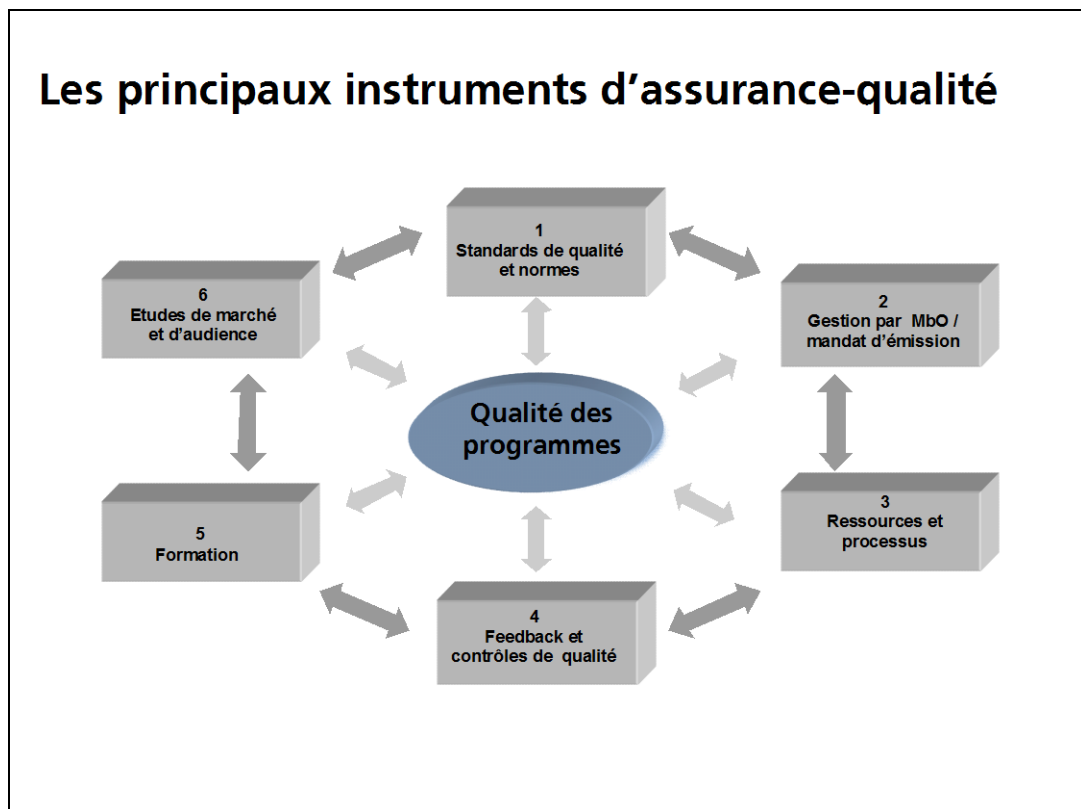 Les principaux instruments d’assurance-qualité
1
Standards de qualité
et normes
6
Etudes de marché
et d’audience
2
Gestion par MbO /
mandat d’émission
Qualité des
programmes
5
Formation
3
Ressources et
processus
4
Feedback et
contrôles de qualité